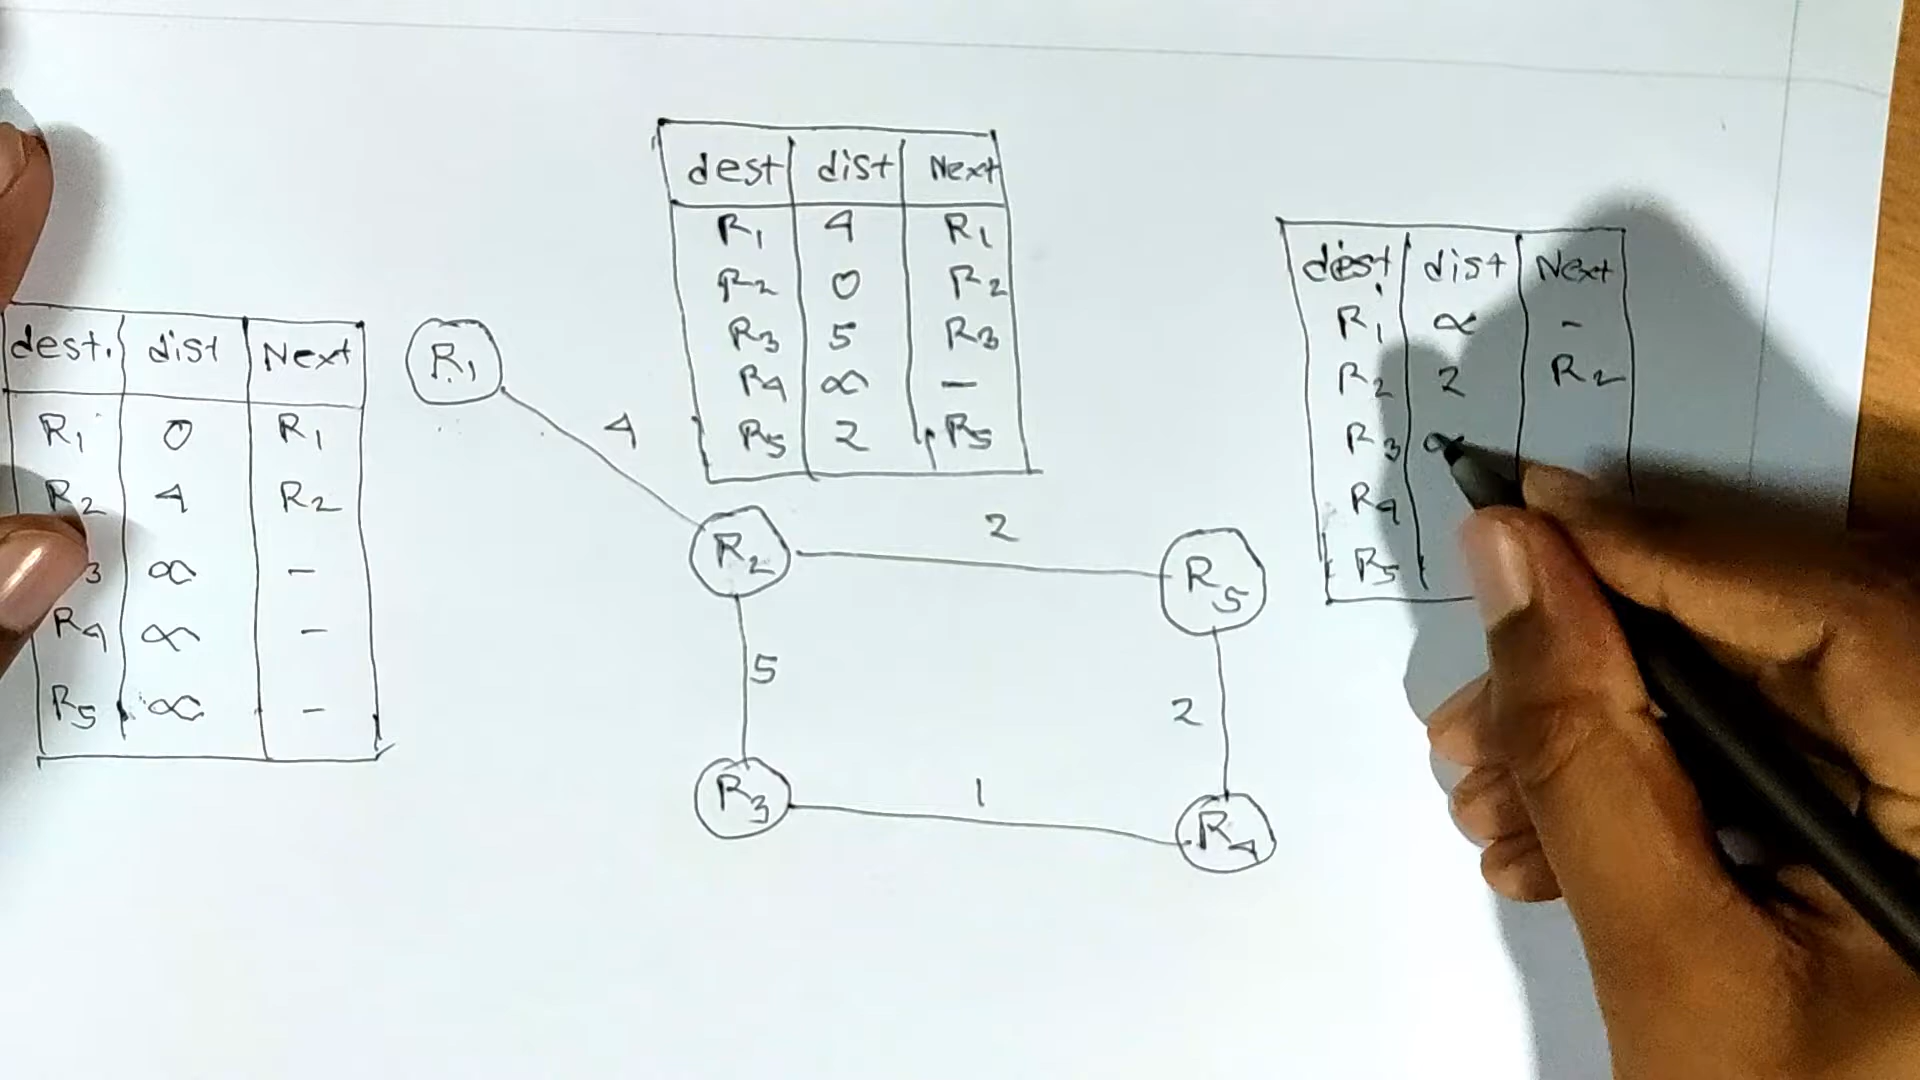 dest dist Next
R1 4 R1
R2 0 R2
R3 5 R3
R4 ∞ -
R5 2 R5
dest dist Next
R1 ∞ -
R2 2 R2
R3 ∞
R4
R5
dest. dist Next
R1 0 R1
R2 4 R2
3 ∞ -
R4 ∞ -
R5 ∞ -
R1
4
R2
2
R5
5
2
R3
1
R4